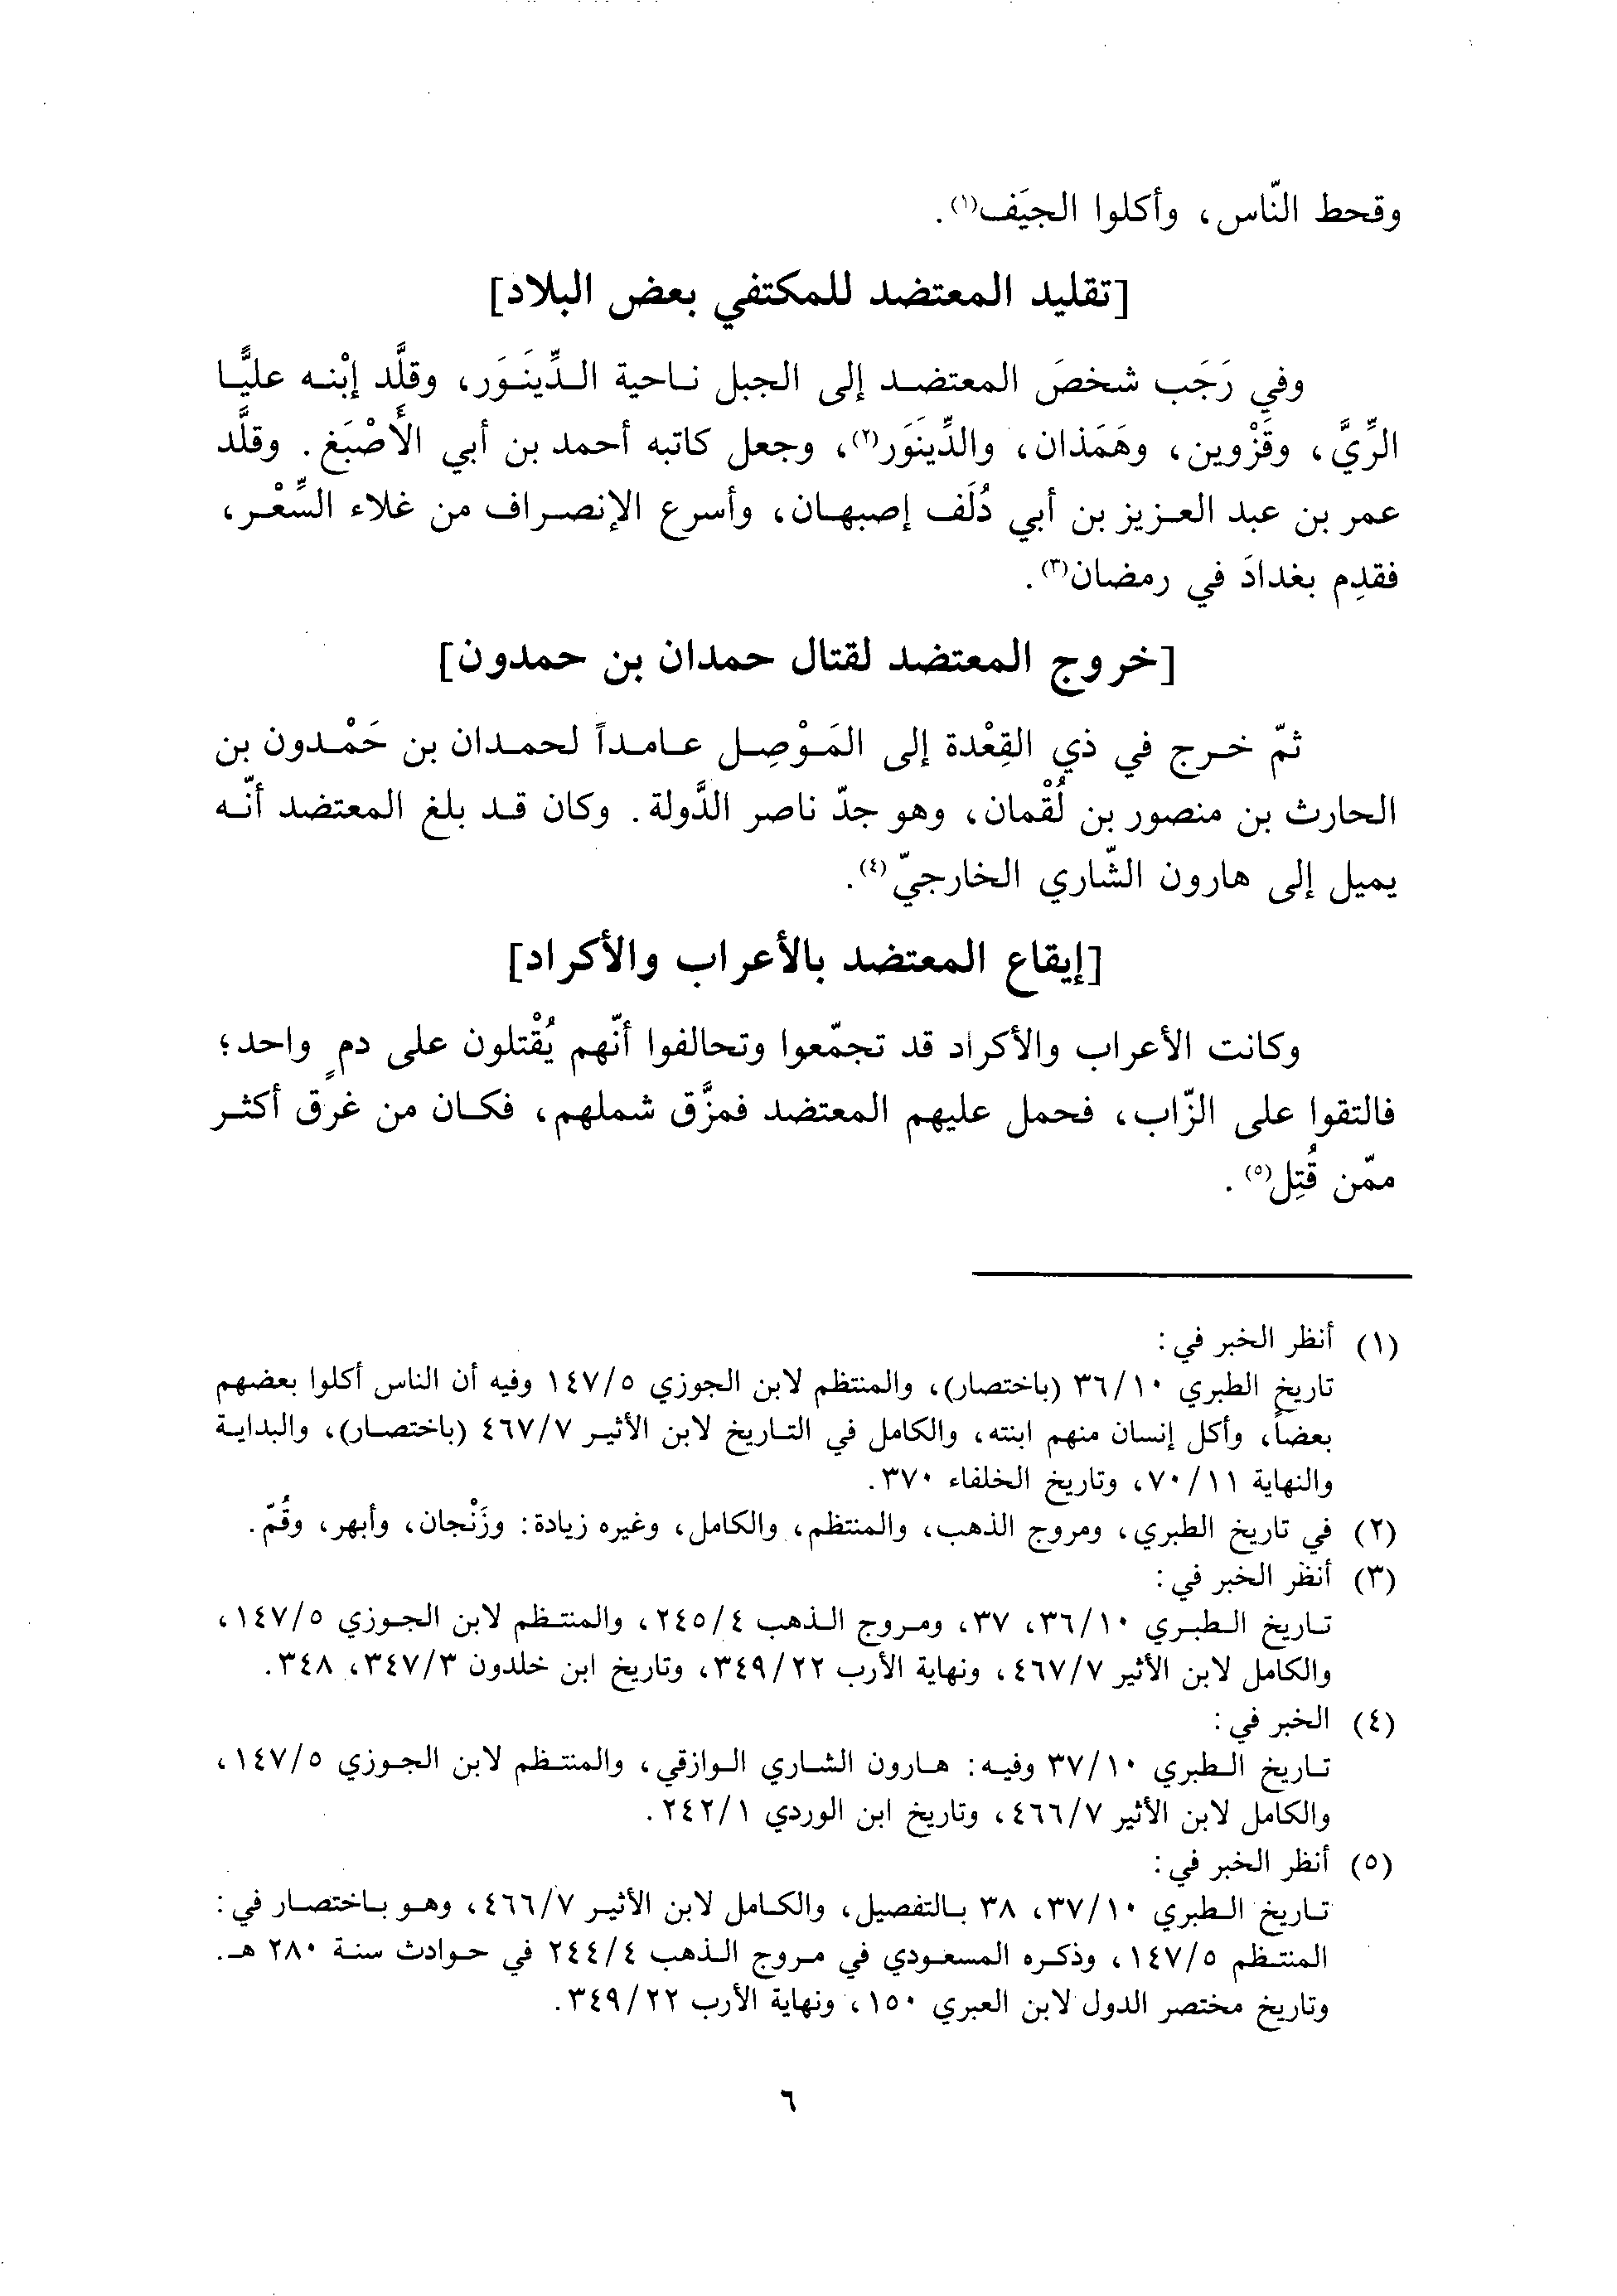 وقحط النّاس، وأكلوا الجيَف(١).
[تقليد المعتضد للمكتفي بعض البلاد]
وفي رَجَب شخصَ المعتضد إلى الجبل ناحية الدِّينَوَر، وقلَّد إبْنه عليًّا
الرِّيَّ، وقَزْوين، وهَمَذان، والدِّينَوَر(٢)، وجعل كاتبه أحمد بن أبي الأَصْبَغ. وقلَّد
عمر بن عبد العزيز بن أبي دُلَف إصبهان، وأسرع الإنصراف من غلاء السِّعْر،
فقدِم بغدادَ في رمضان(٣).
[خروج المعتضد لقتال حمدان بن حمدون]
ثمّ خرج في ذي القِعْدة إلى المَوْصِل عامداً لحمدان بن حَمْدون بن
الحارث بن منصور بن لُقْمان، وهو جدّ ناصر الدَّولة. وكان قد بلغ المعتضد أنّه
يميل إلى هارون الشّاري الخارجيّ(٤).
[إيقاع المعتضد بالأعراب والأكراد]
وكانت الأعراب والأكراد قد تجمّعوا وتحالفوا أنّهم يُقْتلون على دمٍ واحد؛
فالتقوا على الزّاب، فحمل عليهم المعتضد فمزَّق شملهم، فكان من غرق أكثر
ممّن قُتِل(٥).
(١) أنظر الخبر في:
تاريخ الطبري ٣٦/١٠ (باختصار)، والمنتظم لابن الجوزي ١٤٧/٥ وفيه أن الناس أكلوا بعضهم
بعضاً، وأكل إنسان منهم ابنته، والكامل في التاريخ لابن الأثير ٤٦٧/٧ (باختصار)، والبداية
والنهاية ٧٠/١١، وتاريخ الخلفاء ٣٧٠.
(٢) في تاريخ الطبري، ومروج الذهب، والمنتظم، والكامل، وغيره زيادة: وزَنْجان، وأبهر، وقُمّ.
(٣) أنظر الخبر في:
تاريخ الطبري ٣٦/١٠، ٣٧، ومروج الذهب ٢٤٥/٤، والمنتظم لابن الجوزي ١٤٧/٥،
والكامل لابن الأثير ٤٦٧/٧، ونهاية الأرب ٣٤٩/٢٢، وتاريخ ابن خلدون ٣٤٧/٣، ٣٤٨.
(٤) الخبر في:
تاريخ الطبري ٣٧/١٠ وفيه: هارون الشاري الوازقي، والمنتظم لابن الجوزي ١٤٧/٥،
والكامل لابن الأثير ٤٦٦/٧، وتاريخ ابن الوردي ٢٤٢/١.
(٥) أنظر الخبر في:
تاريخ الطبري ٣٧/١٠، ٣٨ بالتفصيل، والكامل لابن الأثير ٤٦٦/٧، وهو باختصار في:
المنتظم ١٤٧/٥، وذكره المسعودي في مروج الذهب ٢٤٤/٤ في حوادث سنة ٢٨٠ هـ.
وتاريخ مختصر الدول لابن العبري ١٥٠، ونهاية الأرب ٣٤٩/٢٢.
٦